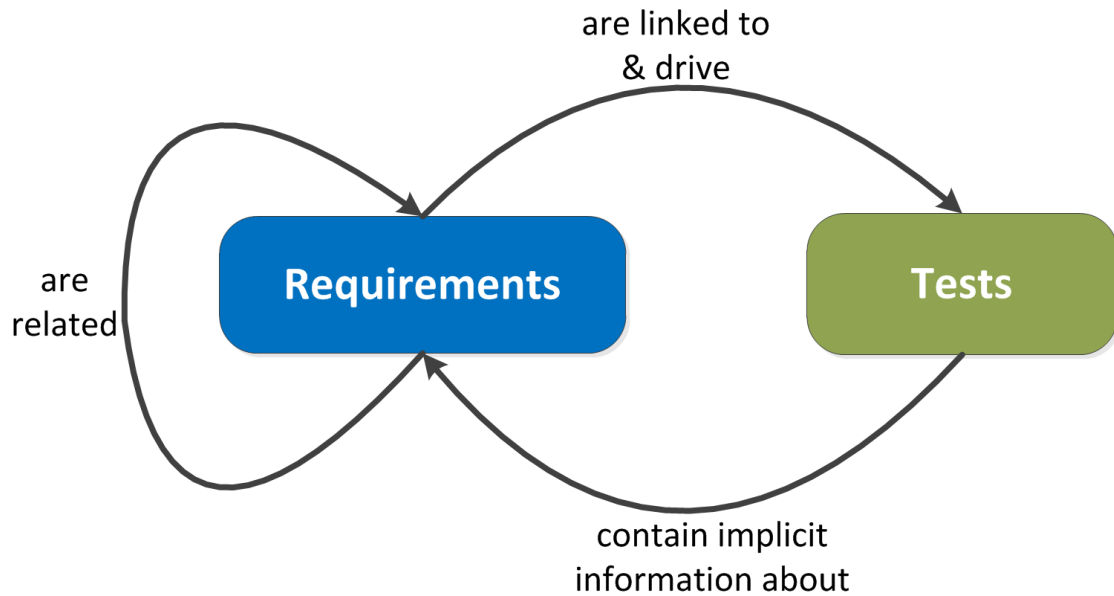 are linked to
& drive
are
related
Requirements
Tests
contain implicit
information about